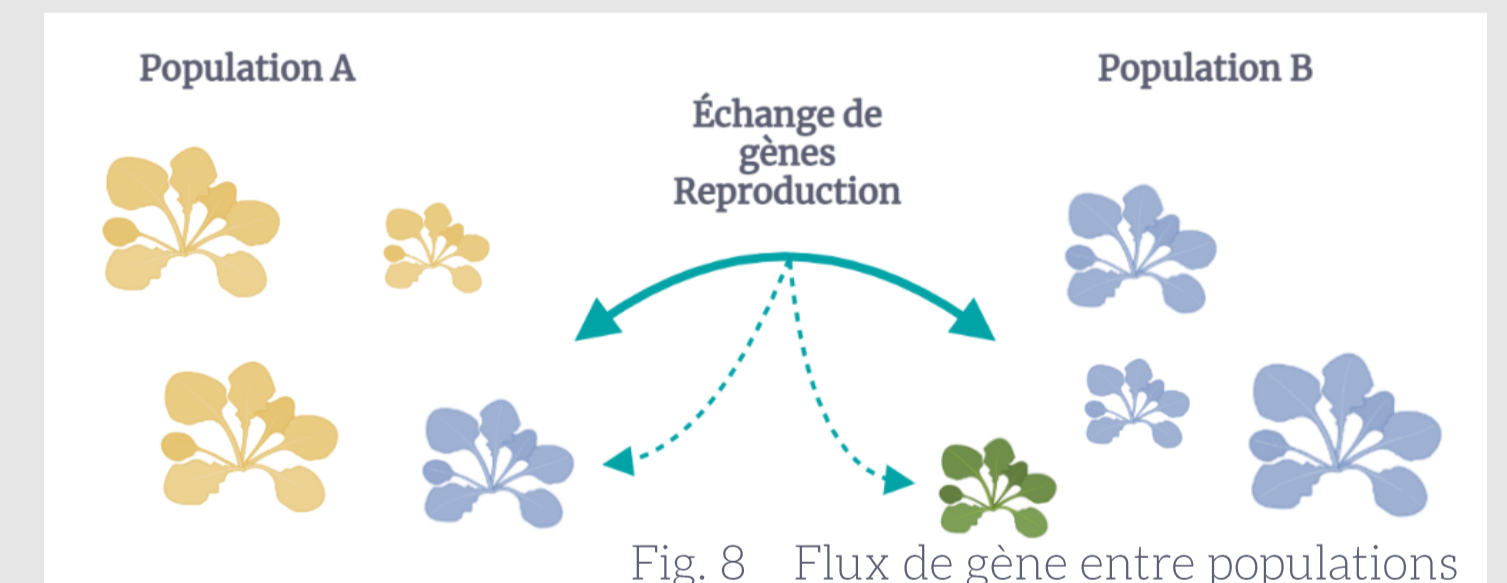 Population A
Population B
Échange de
gènes
Reproduction
Fig. 8 Flux de gène entre populations